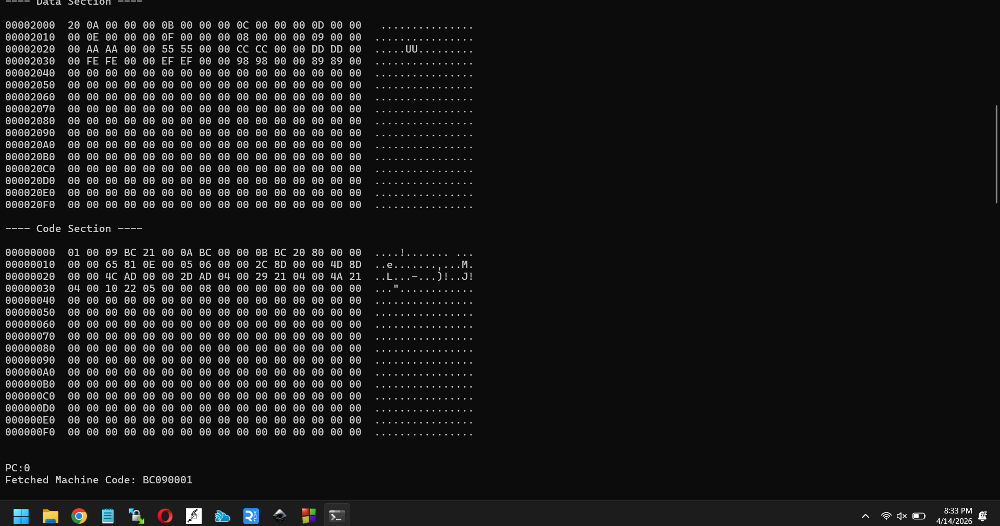 ---- Data Section ----
00002000  20 0A 00 00 00 0B 00 00 00 0C 00 00 00 0D 00 00   ...............
00002010  00 0E 00 00 00 0F 00 00 00 08 00 00 00 09 00 00  ................
00002020  00 AA AA 00 00 55 55 00 00 CC CC 00 00 DD DD 00  .....UU.........
00002030  00 FE FE 00 00 EF EF 00 00 98 98 00 00 89 89 00  ................
00002040  00 00 00 00 00 00 00 00 00 00 00 00 00 00 00 00  ................
00002050  00 00 00 00 00 00 00 00 00 00 00 00 00 00 00 00  ................
00002060  00 00 00 00 00 00 00 00 00 00 00 00 00 00 00 00  ................
00002070  00 00 00 00 00 00 00 00 00 00 00 00 00 00 00 00  ................
00002080  00 00 00 00 00 00 00 00 00 00 00 00 00 00 00 00  ................
00002090  00 00 00 00 00 00 00 00 00 00 00 00 00 00 00 00  ................
000020A0  00 00 00 00 00 00 00 00 00 00 00 00 00 00 00 00  ................
000020B0  00 00 00 00 00 00 00 00 00 00 00 00 00 00 00 00  ................
000020C0  00 00 00 00 00 00 00 00 00 00 00 00 00 00 00 00  ................
000020D0  00 00 00 00 00 00 00 00 00 00 00 00 00 00 00 00  ................
000020E0  00 00 00 00 00 00 00 00 00 00 00 00 00 00 00 00  ................
000020F0  00 00 00 00 00 00 00 00 00 00 00 00 00 00 00 00  ................
---- Code Section ----
00000000  01 00 09 BC 21 00 0A BC 00 00 0B BC 20 80 00 00  ....!....... ...
00000010  00 00 65 81 0E 00 05 06 00 00 2C 8D 00 00 4D 8D  ..e.......,...M.
00000020  00 00 4C AD 00 00 2D AD 04 00 29 21 04 00 4A 21  ..L...-...)!..J!
00000030  04 00 10 22 05 00 00 08 00 00 00 00 00 00 00 00  ..."............
00000040  00 00 00 00 00 00 00 00 00 00 00 00 00 00 00 00  ................
00000050  00 00 00 00 00 00 00 00 00 00 00 00 00 00 00 00  ................
00000060  00 00 00 00 00 00 00 00 00 00 00 00 00 00 00 00  ................
00000070  00 00 00 00 00 00 00 00 00 00 00 00 00 00 00 00  ................
00000080  00 00 00 00 00 00 00 00 00 00 00 00 00 00 00 00  ................
00000090  00 00 00 00 00 00 00 00 00 00 00 00 00 00 00 00  ................
000000A0  00 00 00 00 00 00 00 00 00 00 00 00 00 00 00 00  ................
000000B0  00 00 00 00 00 00 00 00 00 00 00 00 00 00 00 00  ................
000000C0  00 00 00 00 00 00 00 00 00 00 00 00 00 00 00 00  ................
000000D0  00 00 00 00 00 00 00 00 00 00 00 00 00 00 00 00  ................
000000E0  00 00 00 00 00 00 00 00 00 00 00 00 00 00 00 00  ................
000000F0  00 00 00 00 00 00 00 00 00 00 00 00 00 00 00 00  ................
PC:0
Fetched Machine Code: BC090001
8:33 PM
4/14/2026